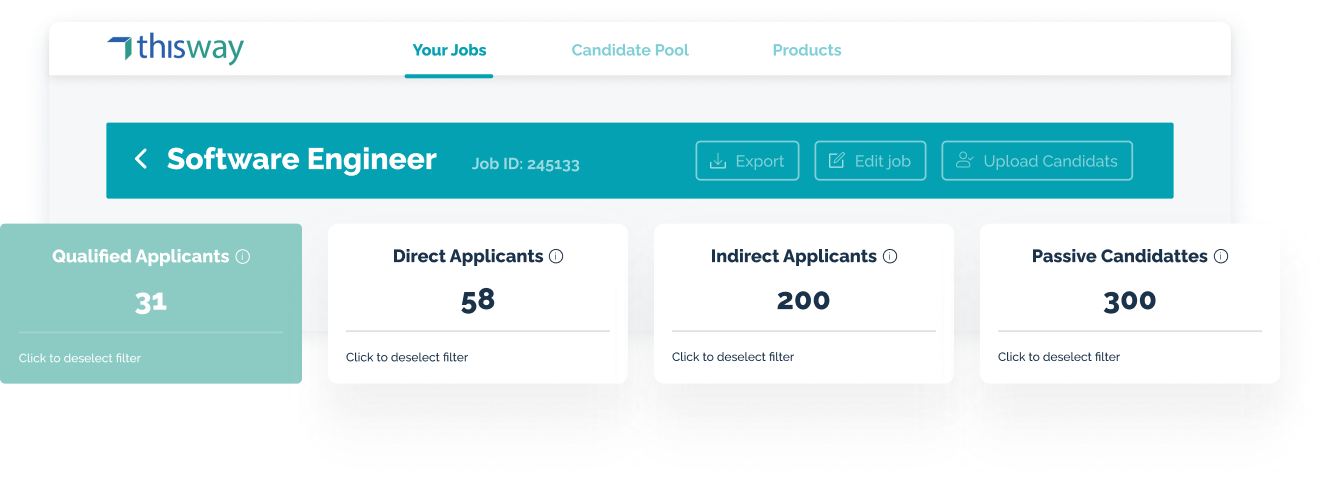 thisway
Your Jobs
Candidate Pool
Products
Software Engineer
Job ID: 245133
Export
Edit job
Upload Candidats
Qualified Applicants
31
Click to deselect filter
Direct Applicants
58
Click to deselect filter
Indirect Applicants
200
Click to deselect filter
Passive Candidattes
300
Click to deselect filter